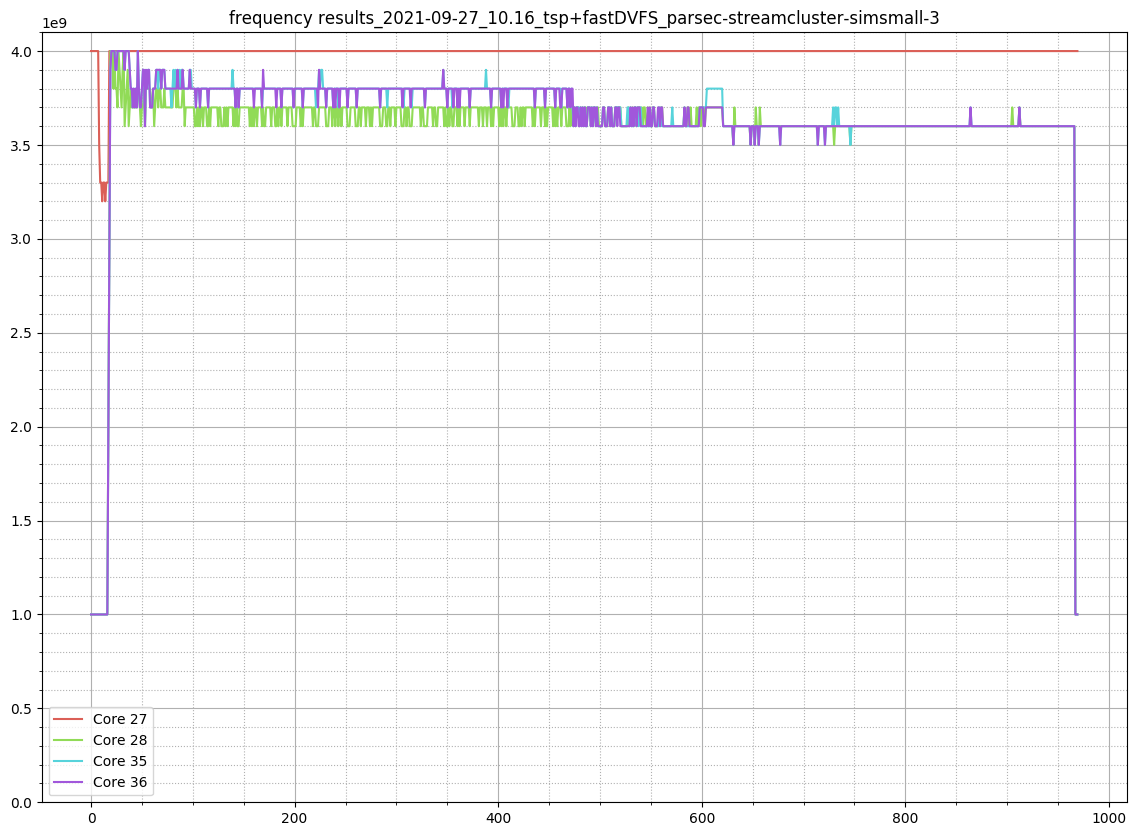 frequency results_2021-09-27_10.16_tsp+fastDVFS_parsec-streamcluster-simsmall-3
1e9
4.0
3.5
3.0
2.5
2.0
1.5
1.0
0.5
0.0
Core 27
Core 28
Core 35
Core 36
0 200 400 600 800 1000